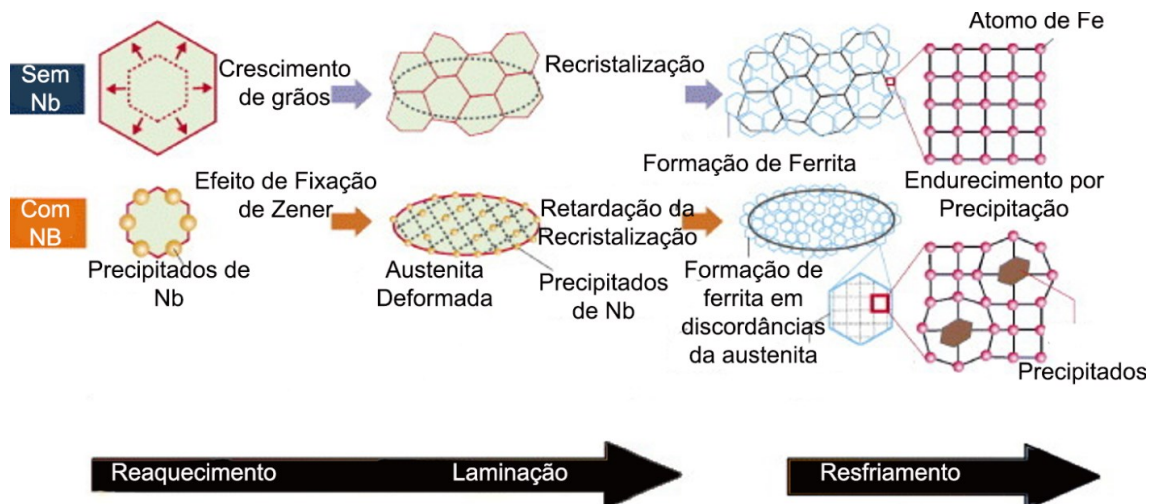 Sem
Nb
Crescimento
de grãos
Recristalização
Atomo de Fe
Formação de Ferrita
Com
NB
Efeito de Fixação
de Zener
Retardação da
Recristalização
Endurecimento por
Precipitação
Precipitados de
Nb
Austenita
Deformada
Precipitados
de Nb
Formação de
ferrita em
discordâncias
da austenita
Precipitados
Reaquecimento
Laminação
Resfriamento